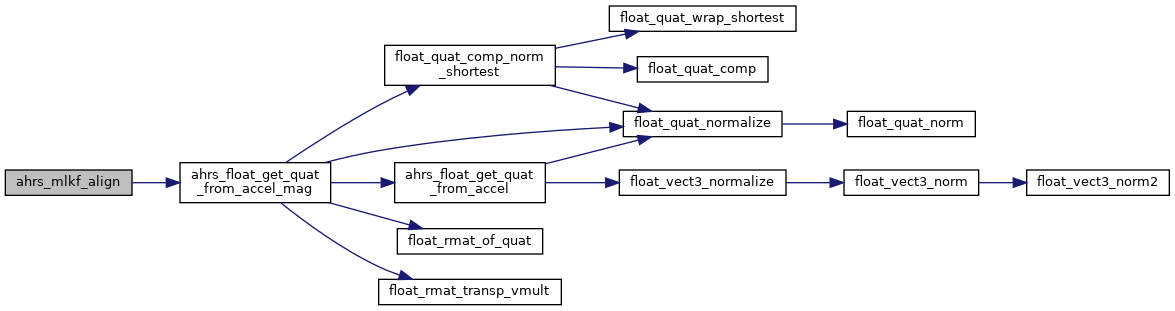 ahrs_mlkf_align
ahrs_float_get_quat
_from_accel_mag
float_quat_comp_norm
_shortest
float_quat_wrap_shortest
float_quat_comp
float_quat_normalize
float_quat_norm
ahrs_float_get_quat
_from_accel
float_vect3_normalize
float_vect3_norm
float_vect3_norm2
float_rmat_of_quat
float_rmat_transp_vmult